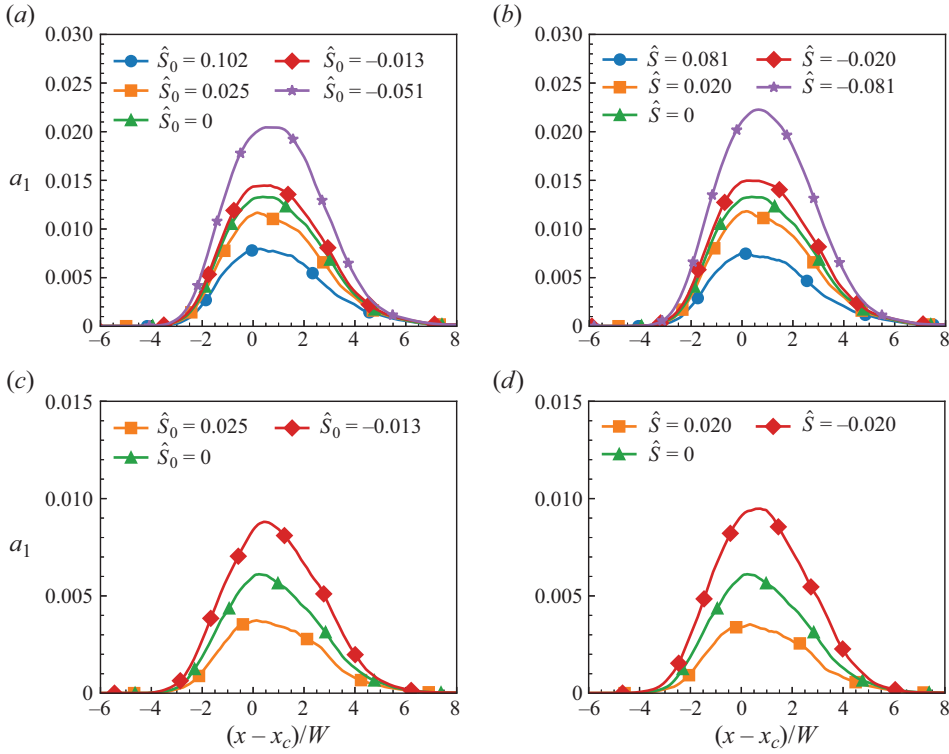 (a)
(b)
0.030
0.025
0.020
0.015
0.010
0.005
0
a₁
Ŝ₀ = 0.102
Ŝ₀ = –0.013
Ŝ₀ = 0.025
Ŝ₀ = –0.051
Ŝ₀ = 0
–6 –4 –2 0 2 4 6 8
0.030
0.025
0.020
0.015
0.010
0.005
0
Ŝ = 0.081
Ŝ = –0.020
Ŝ = 0.020
Ŝ = –0.081
Ŝ = 0
–6 –4 –2 0 2 4 6 8
(c)
(d)
0.015
0.010
0.005
0
a₁
Ŝ₀ = 0.025
Ŝ₀ = –0.013
Ŝ₀ = 0
–6 –4 –2 0 2 4 6 8
(x – x_c)/W
0.015
0.010
0.005
0
Ŝ = 0.020
Ŝ = –0.020
Ŝ = 0
–6 –4 –2 0 2 4 6 8
(x – x_c)/W